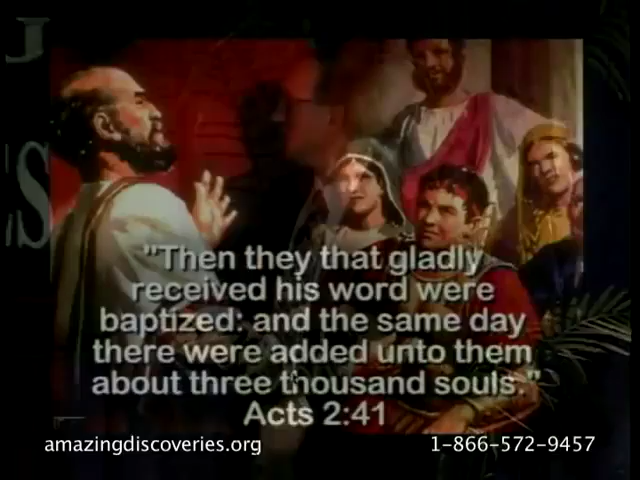 "Then they that gladly
received his word were
baptized: and the same day
there were added unto them
about three thousand souls."
Acts 2:41
amazingdiscoveries.org
1-866-572-9457